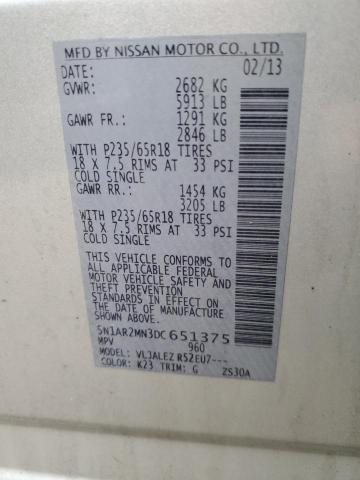 MFD BY NISSAN MOTOR CO., LTD.
DATE: 02/13
GVWR: 2682 KG
5913 LB
GAWR FR.: 1291 KG
2846 LB
WITH P235/65R18 TIRES
18 X 7.5 RIMS AT 33 PSI
COLD SINGLE
GAWR RR.: 1454 KG
3205 LB
WITH P235/65R18 TIRES
18 X 7.5 RIMS AT 33 PSI
COLD SINGLE
THIS VEHICLE CONFORMS TO
ALL APPLICABLE FEDERAL
MOTOR VEHICLE SAFETY AND
THEFT PREVENTION
STANDARDS IN EFFECT ON
THE DATE OF MANUFACTURE
SHOWN ABOVE
5N1AR2MN3DC651375
MPV 960
MODEL: VLJALEZ R52EU7---
COLOR: K23 TRIM: G ZS30A